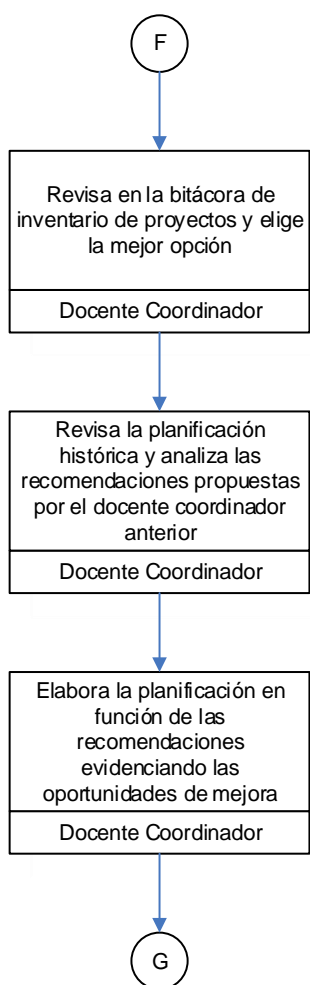 F
Revisa en la bitácora de
inventario de proyectos y elige
la mejor opción
Docente Coordinador
Revisa la planificación
histórica y analiza las
recomendaciones propuestas
por el docente coordinador
anterior
Docente Coordinador
Elabora la planificación en
función de las
recomendaciones
evidenciando las
oportunidades de mejora
Docente Coordinador
G